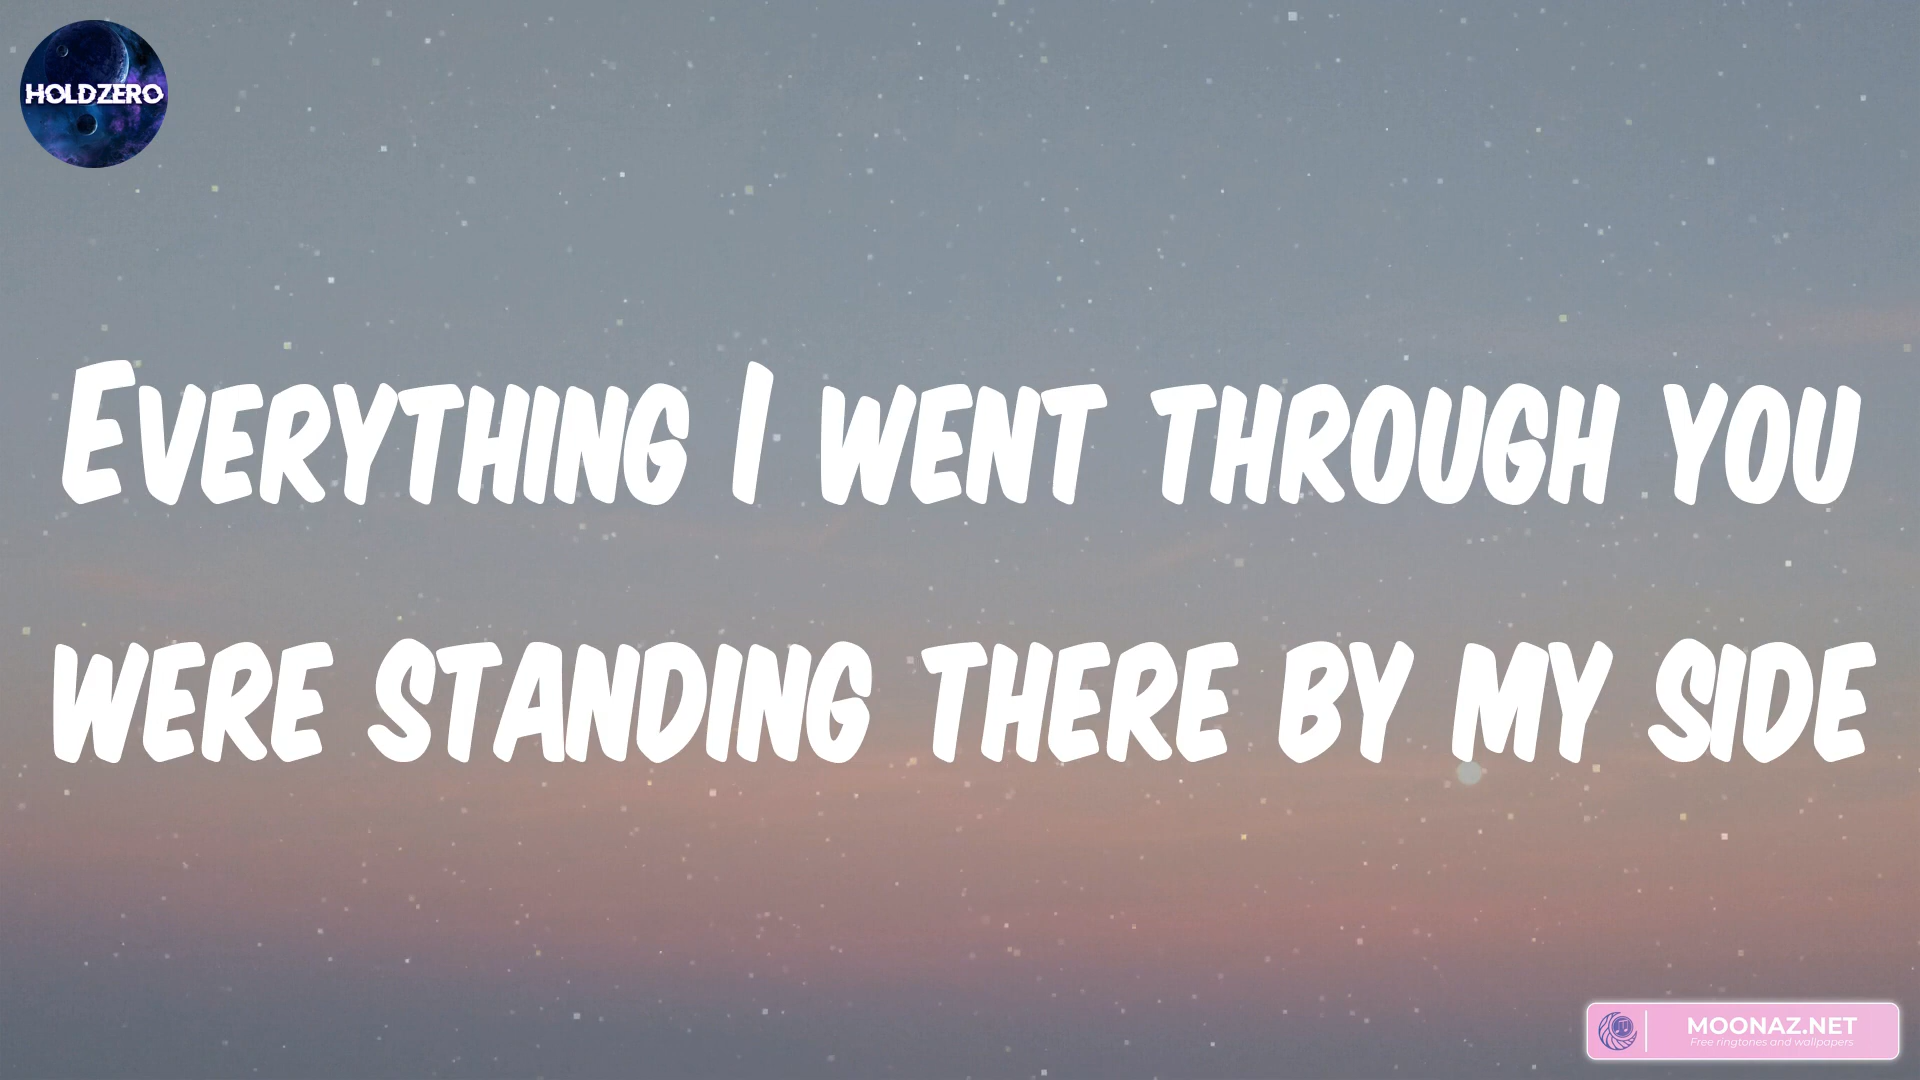 HOLDZERO
Everything I went through you
were standing there by my side
MOONAZ.NET
Free ringtones and wallpapers